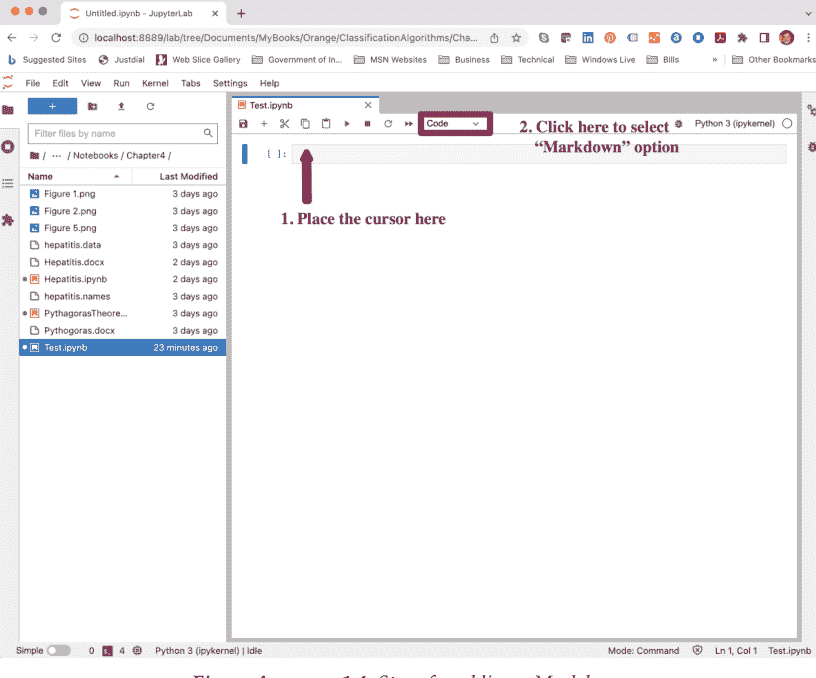 Untitled.ipynb - JupyterLab
localhost:8889/lab/tree/Documents/MyBooks/Orange/ClassificationAlgorithms/Cha...
Suggested Sites Justdial Web Slice Gallery Government of In... MSN Websites Business Technical Windows Live Bills » Other Bookmarks
File Edit View Run Kernel Tabs Settings Help
Test.ipynb
Code
2. Click here to select
“Markdown” option
Python 3 (ipykernel)
Filter files by name
/ ··· / Notebooks / Chapter4 /
[ ]:
Name Last Modified
Figure 1.png 3 days ago
Figure 2.png 3 days ago
Figure 5.png 3 days ago
hepatitis.data 3 days ago
Hepatitis.docx 2 days ago
Hepatitis.ipynb 2 days ago
hepatitis.names 3 days ago
PythagorasTheore... 3 days ago
Pythogoras.docx 3 days ago
Test.ipynb 23 minutes ago
1. Place the cursor here
Simple 0 4 Python 3 (ipykernel) | Idle Mode: Command Ln 1, Col 1 Test.ipynb